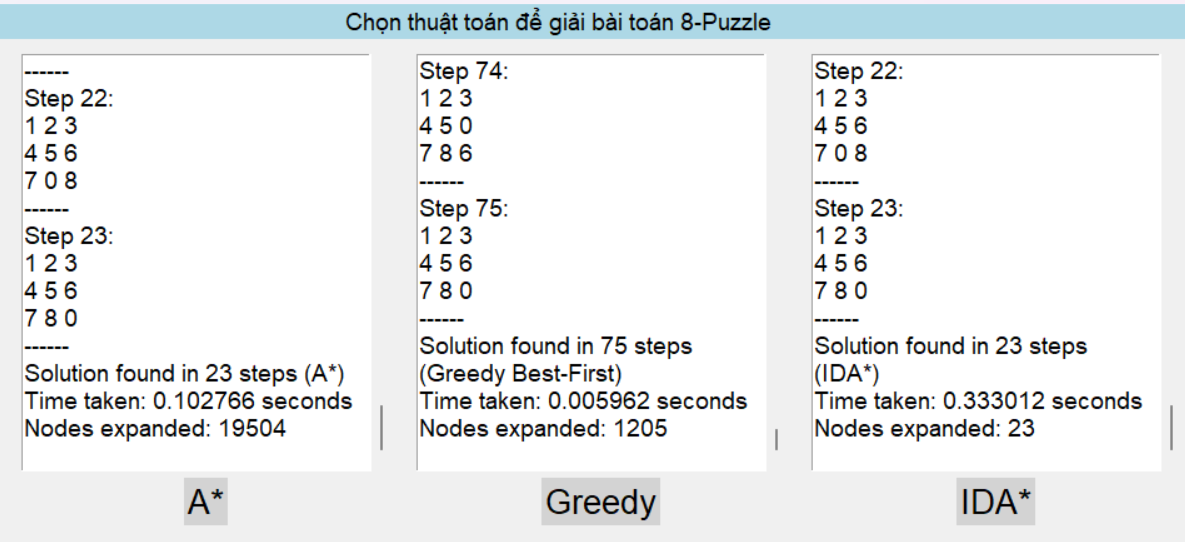 Chọn thuật toán để giải bài toán 8-Puzzle
------
Step 22:
1 2 3
4 5 6
7 0 8
------
Step 23:
1 2 3
4 5 6
7 8 0
------
Solution found in 23 steps (A*)
Time taken: 0.102766 seconds
Nodes expanded: 19504
A*
Step 74:
1 2 3
4 5 0
7 8 6
------
Step 75:
1 2 3
4 5 6
7 8 0
------
Solution found in 75 steps
(Greedy Best-First)
Time taken: 0.005962 seconds
Nodes expanded: 1205
Greedy
Step 22:
1 2 3
4 5 6
7 0 8
------
Step 23:
1 2 3
4 5 6
7 8 0
------
Solution found in 23 steps
(IDA*)
Time taken: 0.333012 seconds
Nodes expanded: 23
IDA*